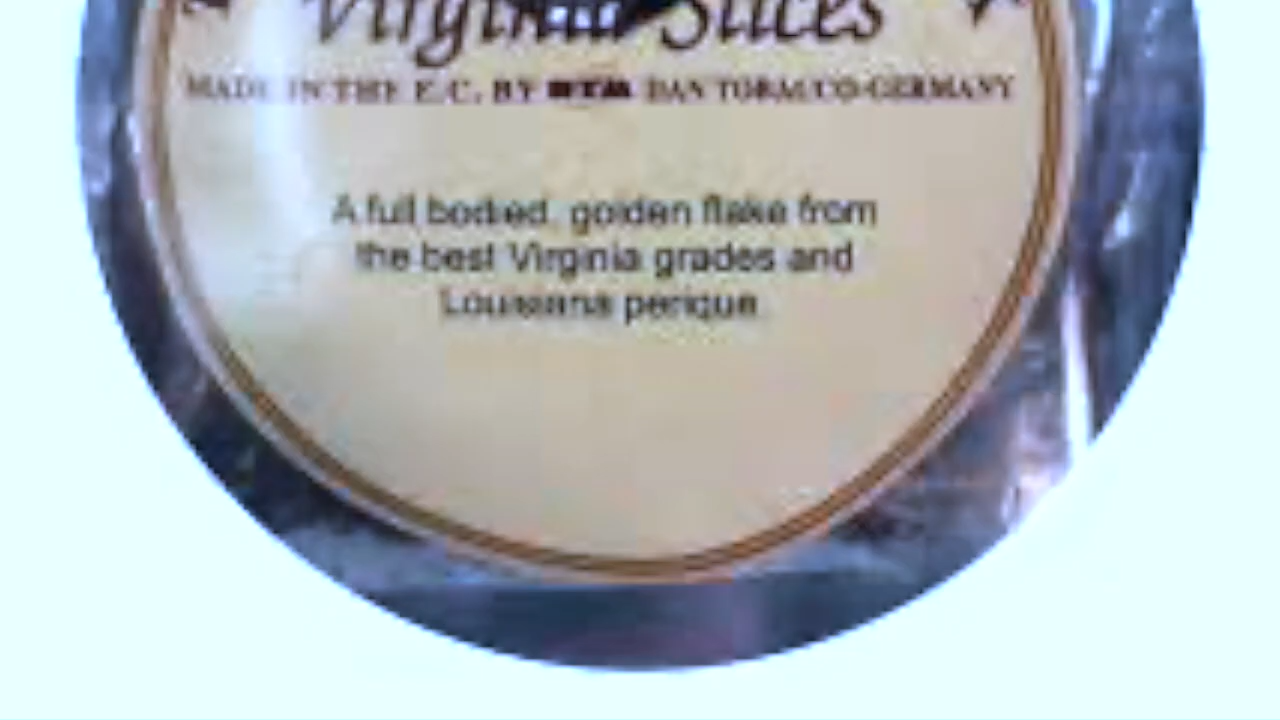 Virginia Slices
MADE IN THE E.C. BY DTM DAN TOBACCO-GERMANY
A full bodied, golden flake from
the best Virginia grades and
Louisiana perique.